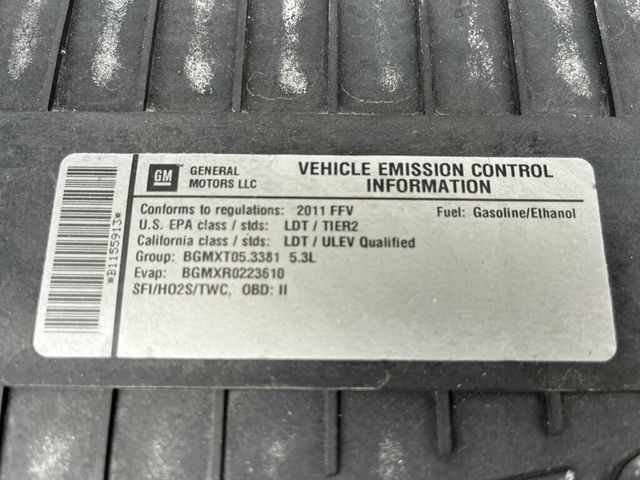 GM
GENERAL
MOTORS LLC
VEHICLE EMISSION CONTROL
INFORMATION
Conforms to regulations: 2011 FFV
Fuel: Gasoline/Ethanol
U.S. EPA class / stds: LDT / TIER2
California class / stds: LDT / ULEV Qualified
Group: BGMXT05.3381 5.3L
Evap: BGMXR0223610
SFI/HO2S/TWC, OBD: II
*B1155913*